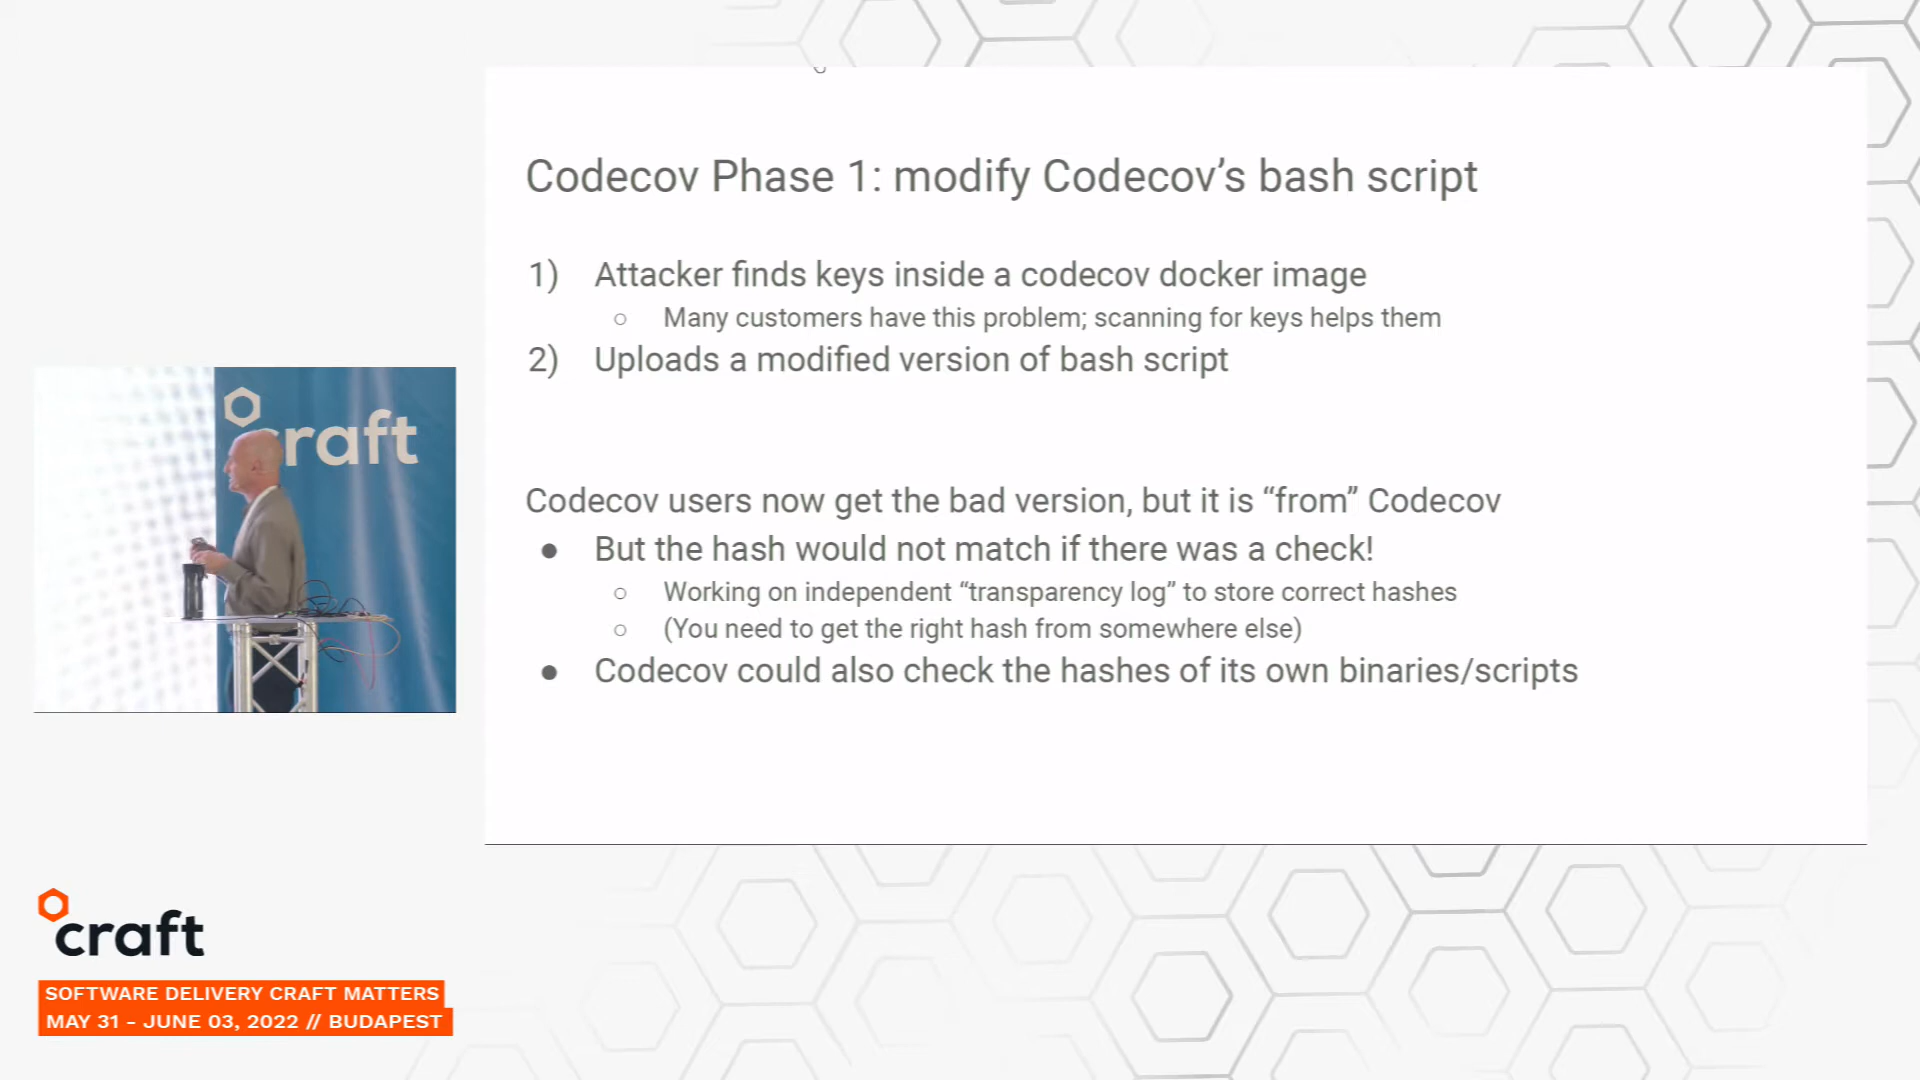 Codecov Phase 1: modify Codecov’s bash script
1) Attacker finds keys inside a codecov docker image
○ Many customers have this problem; scanning for keys helps them
2) Uploads a modified version of bash script
Codecov users now get the bad version, but it is “from” Codecov
● But the hash would not match if there was a check!
○ Working on independent “transparency log” to store correct hashes
○ (You need to get the right hash from somewhere else)
● Codecov could also check the hashes of its own binaries/scripts
craft
craft
SOFTWARE DELIVERY CRAFT MATTERS
MAY 31 - JUNE 03, 2022 // BUDAPEST